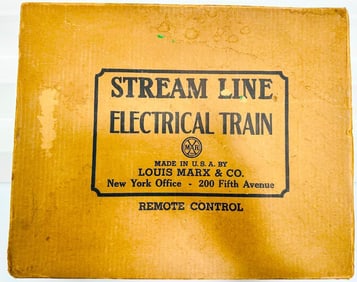 STREAM LINE
ELECTRICAL TRAIN
MAR
MADE IN U.S.A. BY
LOUIS MARX & CO.
New York Office - 200 Fifth Avenue
REMOTE CONTROL